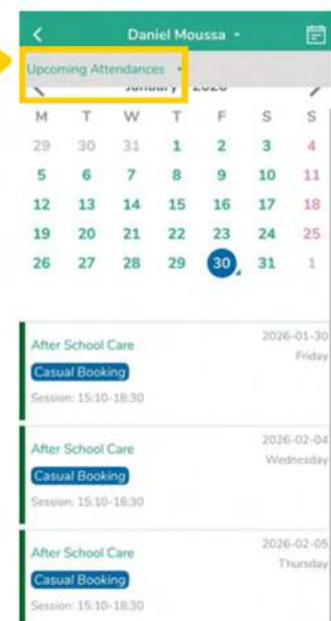 Daniel Moussa
Upcoming Attendances
January 2026
M T W T F S S
29 30 31 1 2 3 4
5 6 7 8 9 10 11
12 13 14 15 16 17 18
19 20 21 22 23 24 25
26 27 28 29 30 31 1
After School Care 2026-01-30
Casual Booking Friday
Session: 15:10-18:30
After School Care 2026-02-04
Casual Booking Wednesday
Session: 15:10-18:30
After School Care 2026-02-05
Casual Booking Thursday
Session: 15:10-18:30